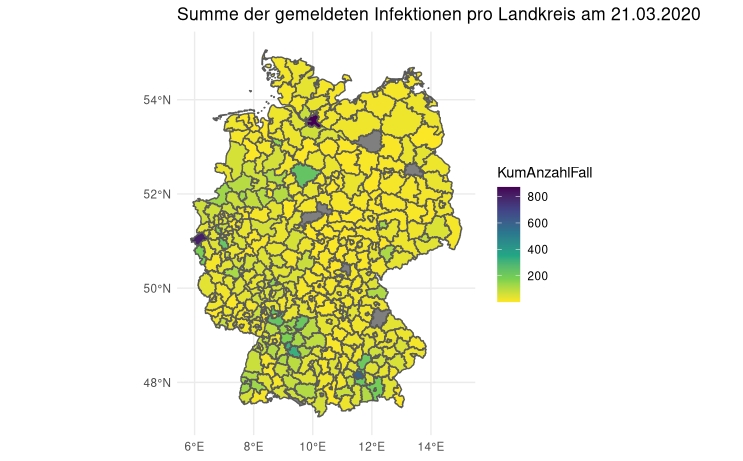 Summe der gemeldeten Infektionen pro Landkreis am 21.03.2020
54°N
52°N
50°N
48°N
6°E 8°E 10°E 12°E 14°E
KumAnzahlFall
800
600
400
200